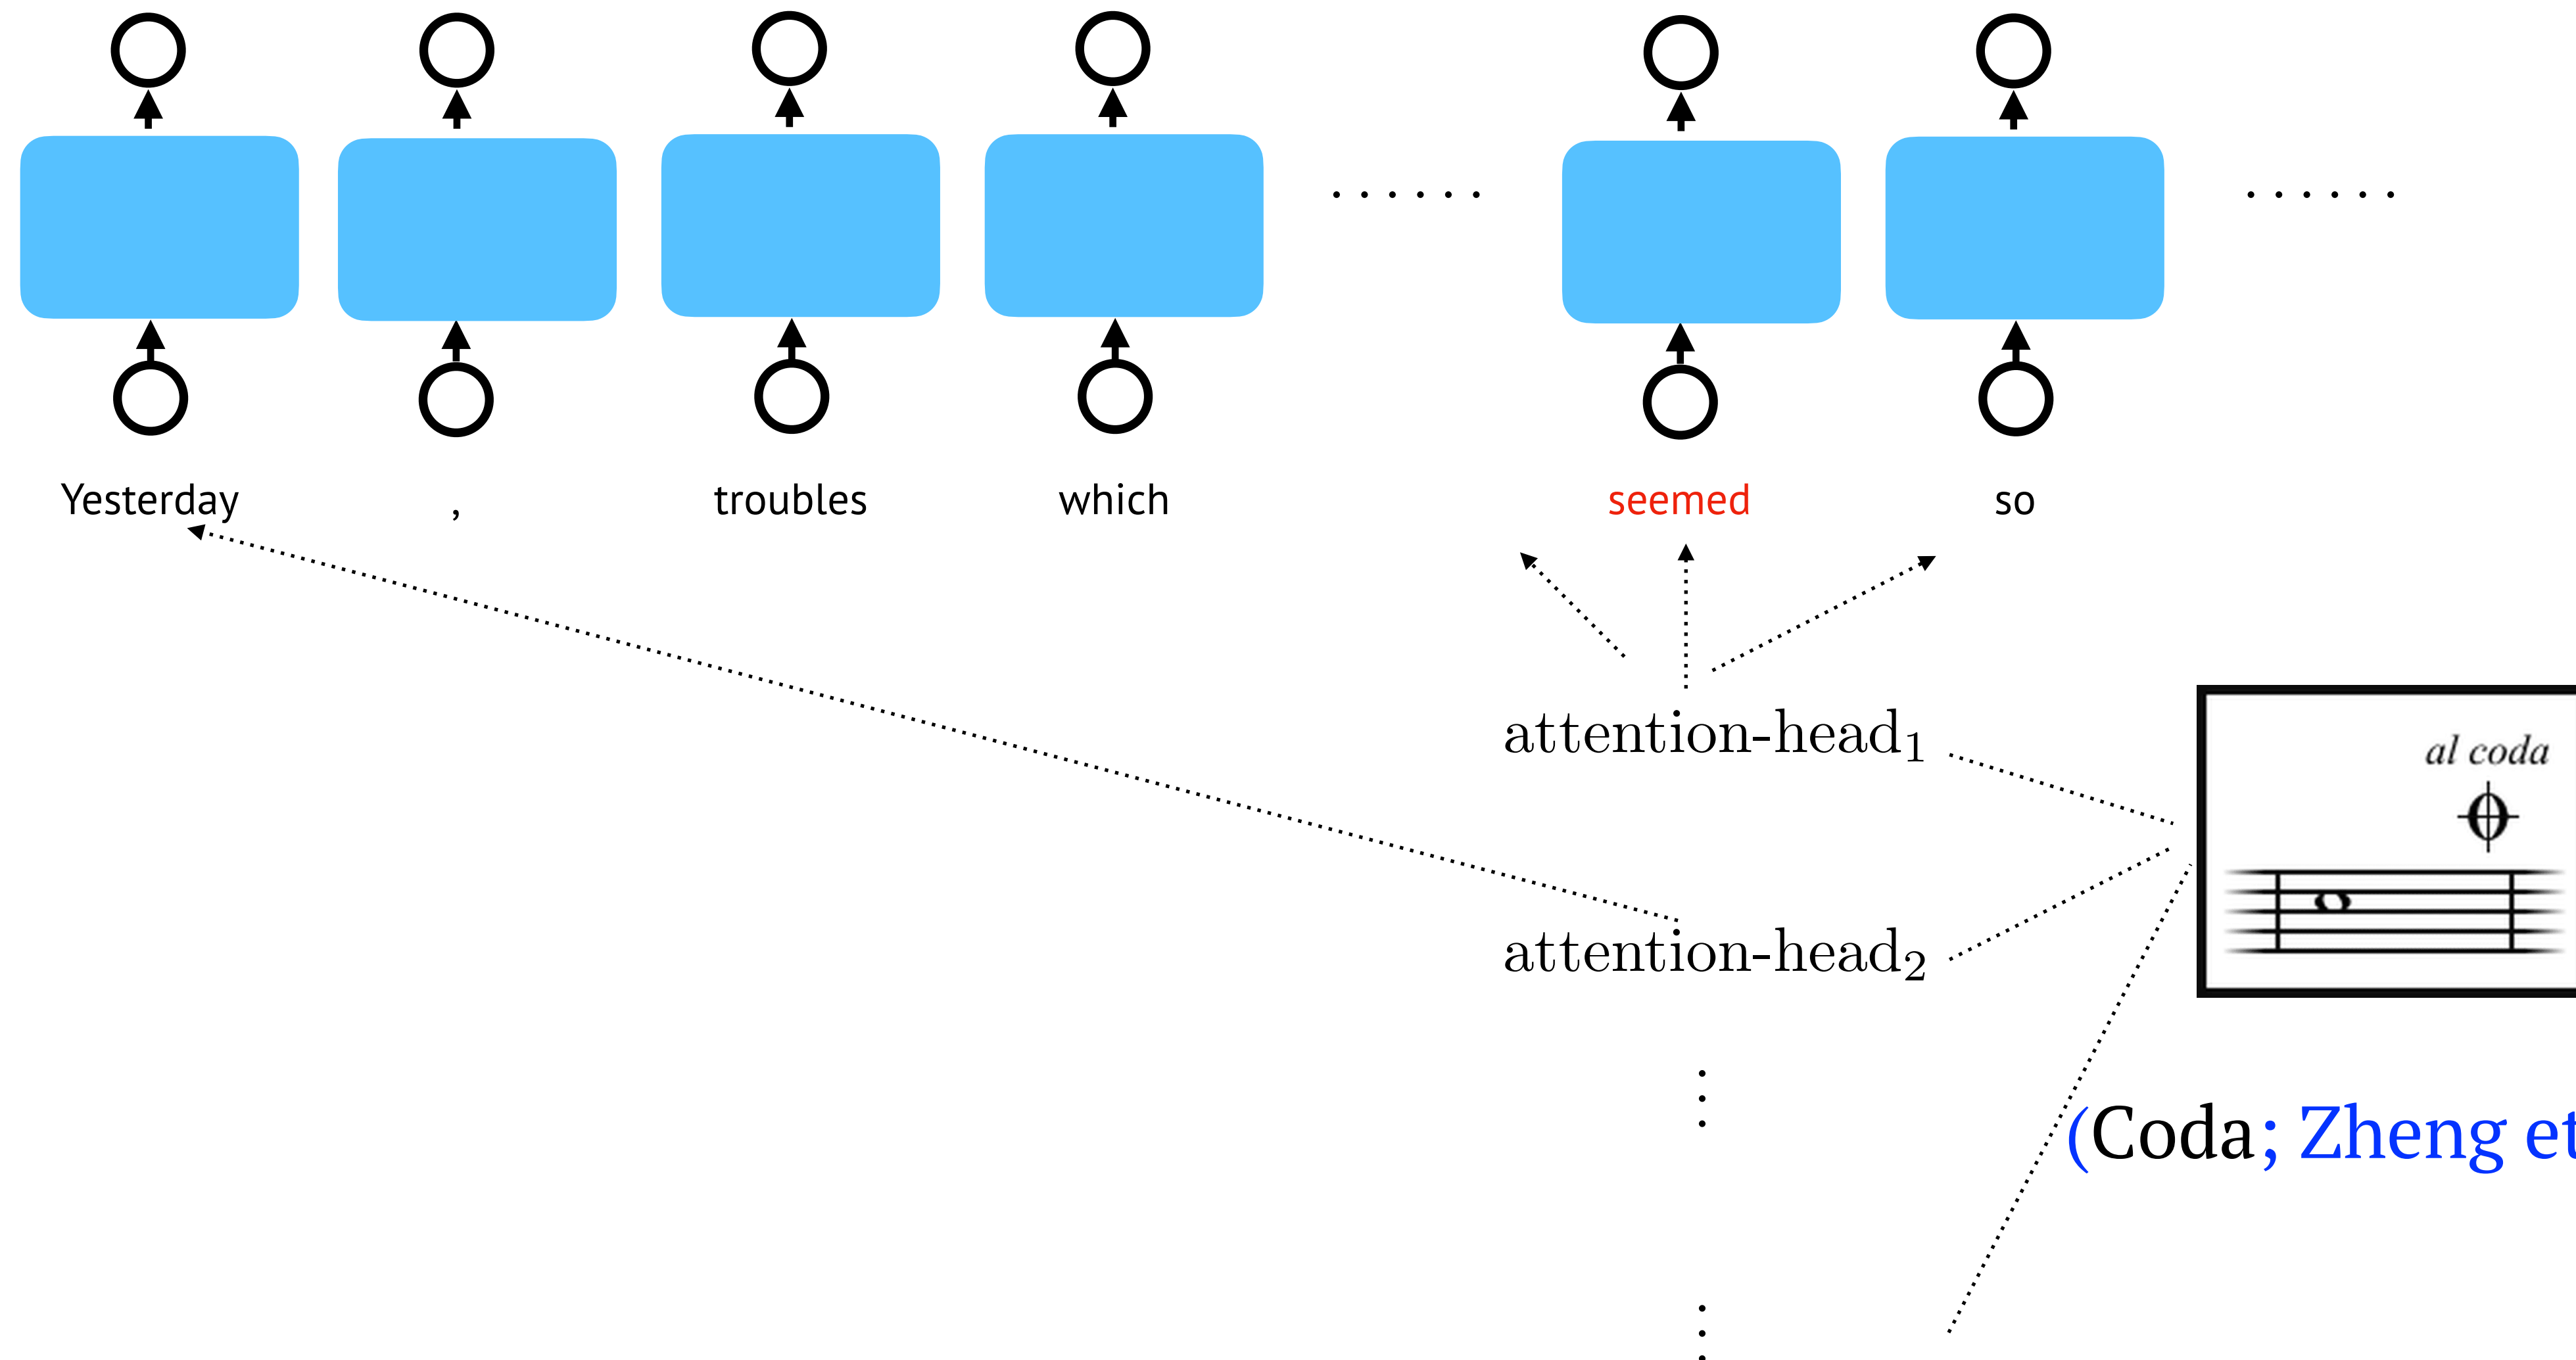 Yesterday , troubles which ...... seemed so ......
attention-head₁
al coda
attention-head₂
(Coda; Zheng et